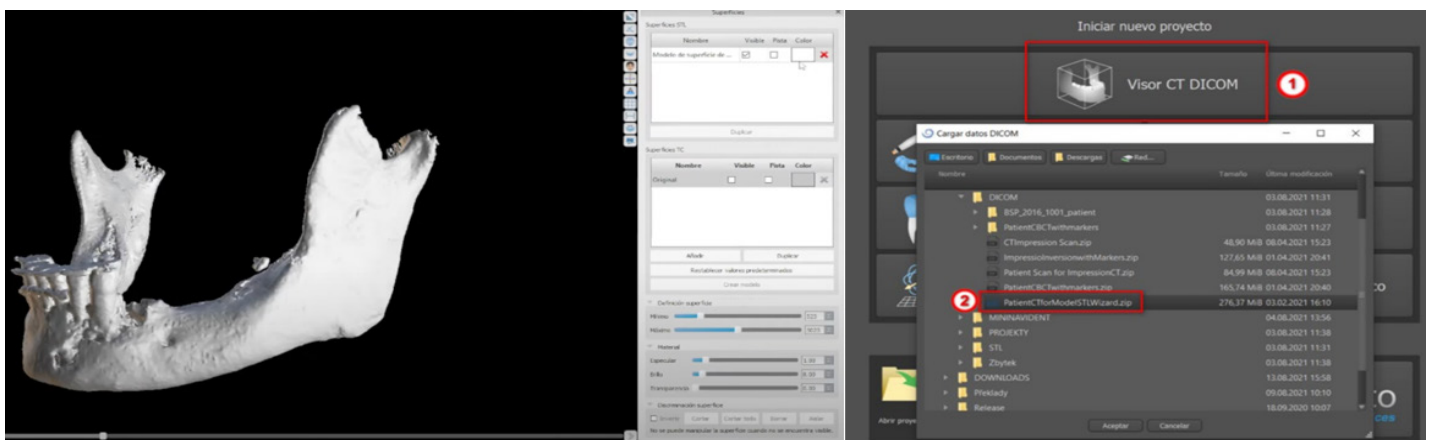 Superficies
Superficies STL
Nombre Visible Pista Color
Modelo de superficie de ...
Duplicar
Superficies TC
Nombre Visible Pista Color
Original
Añadir Duplicar
Restablecer valores predeterminados
Crear modelo
Definición superficie
Mínimo
Máximo
Material
Especular
Brillo
Transparencia
Discriminación superficie
Invertir Cortar Cortar todo Borrar
No se puede manipular la superficie cuando no se encuentra visible.
Iniciar nuevo proyecto
Visor CT DICOM
1
Cargar datos DICOM
Escritorio Documentos Descargas Rad...
Nombre Tamaño Última modificación
DICOM 03.08.2021 11:31
BSP_2016_1001_patient 03.08.2021 11:28
PatientCBCTwithmarkers 03.08.2021 11:27
CTImpression Scan.zip 48,90 MiB 08.04.2021 15:23
ImpressioInversionwithMarkers.zip 127,65 MiB 01.04.2021 20:41
Patient Scan for ImpressionCT.zip 84,99 MiB 08.04.2021 15:23
PatientCBCTwithmarkers.zip 165,74 MiB 01.04.2021 20:40
2
PatientCTforModelSTLWizard.zip 276,37 MiB 03.02.2021 16:10
MININAVIDENT 04.08.2021 13:56
PROJEKTY 03.08.2021 11:38
STL 03.08.2021 11:31
Zbytek 03.08.2021 11:38
DOWNLOADS 13.08.2021 15:58
Překlady 09.08.2021 10:10
Release 18.09.2020 10:07
Abrir proye
Aceptar Cancelar